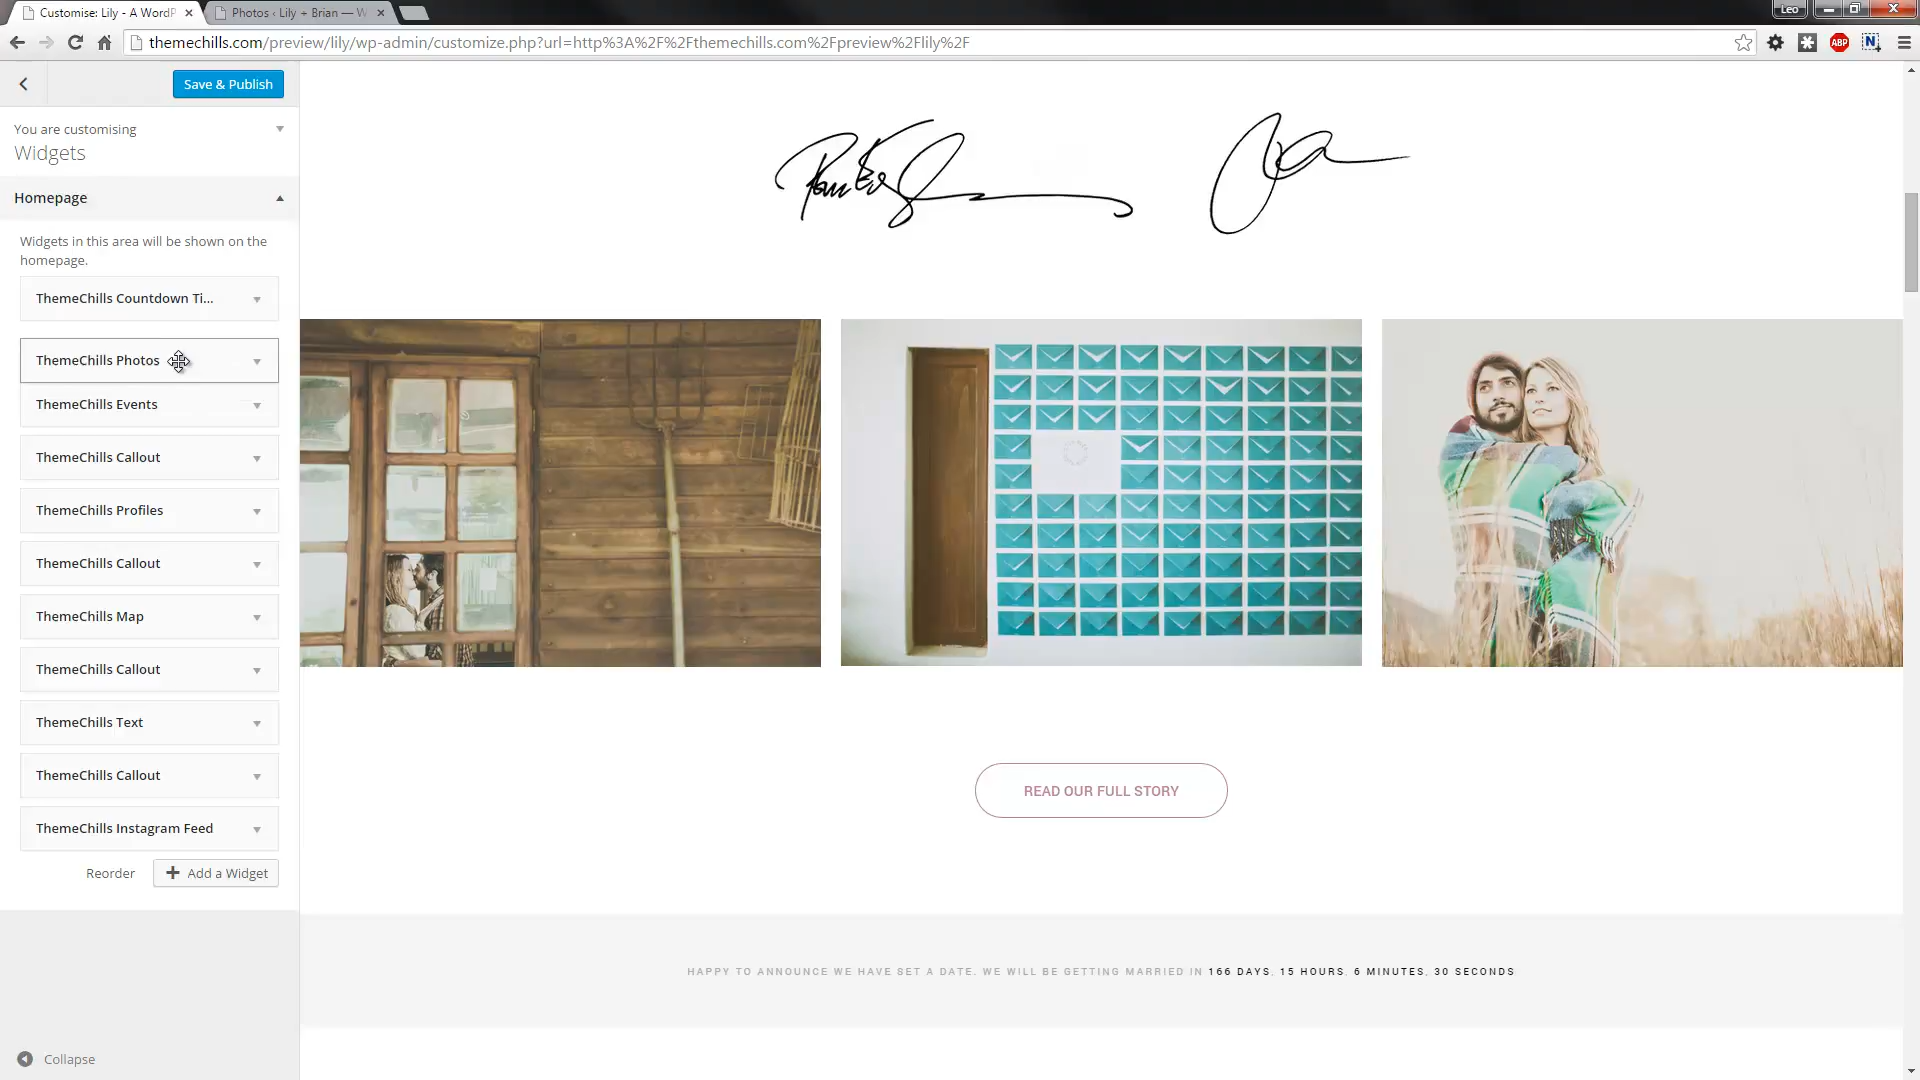 Customise: Lily - A WordP
Photos ‹ Lily + Brian — W
Leo
themechills.com/preview/lily/wp-admin/customize.php?url=http%3A%2F%2Fthemechills.com%2Fpreview%2Flily%2F
ABP
N
Save & Publish
You are customising
Widgets
Homepage
Widgets in this area will be shown on the
homepage.
ThemeChills Countdown Ti...
ThemeChills Photos
ThemeChills Events
ThemeChills Callout
ThemeChills Profiles
ThemeChills Callout
ThemeChills Map
ThemeChills Callout
ThemeChills Text
ThemeChills Callout
ThemeChills Instagram Feed
Reorder
Add a Widget
Collapse
READ OUR FULL STORY
HAPPY TO ANNOUNCE WE HAVE SET A DATE. WE WILL BE GETTING MARRIED IN 166 DAYS, 15 HOURS, 6 MINUTES, 30 SECONDS